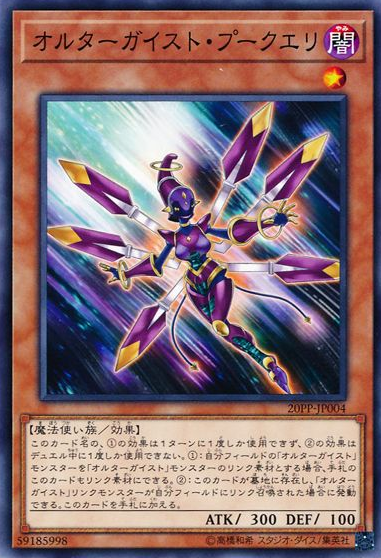 オルターガイスト・プークエリ
闇
やみ
20PP-JP004
【魔法使い族／効果】
このカード名の、①の効果は1ターンに1度しか使用できず、②の効果は
デュエル中に1度しか使用できない。①:自分フィールドの「オルターガイスト」
モンスターを「オルターガイスト」モンスターのリンク素材とする場合、手札の
このカードもリンク素材にできる。②:このカードが墓地に存在し、「オルター
ガイスト」リンクモンスターが自分フィールドにリンク召喚された場合に発動
できる。このカードを手札に加える。
ATK/ 300 DEF/ 100
59185998
©高橋和希 スタジオ・ダイス/集英社